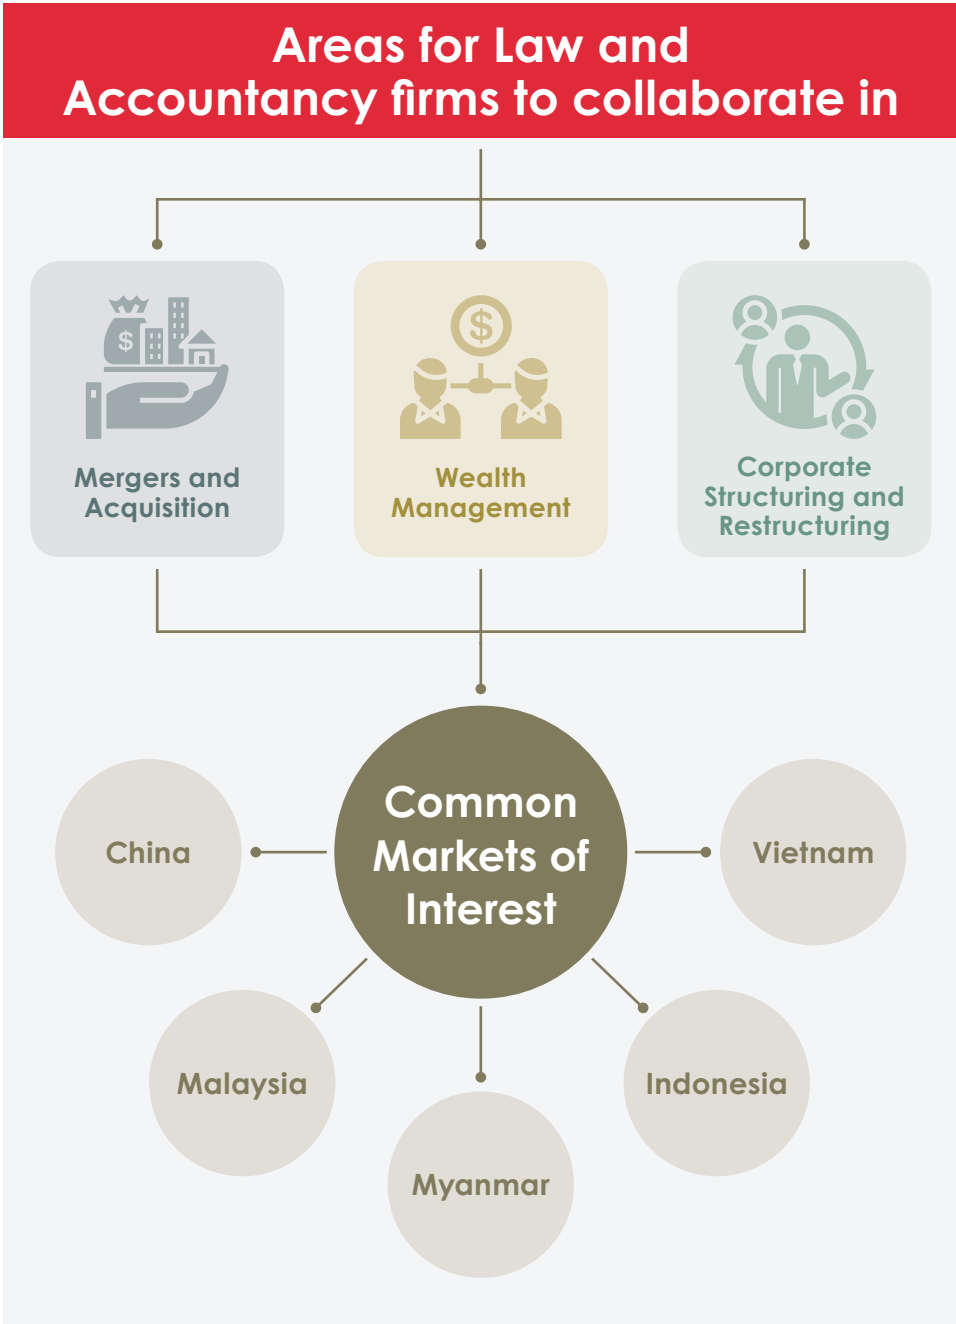 Areas for Law and
Accountancy firms to collaborate in
$
Mergers and
Acquisition
$
Wealth
Management
Corporate
Structuring and
Restructuring
Common
Markets of
Interest
China
Vietnam
Malaysia
Indonesia
Myanmar